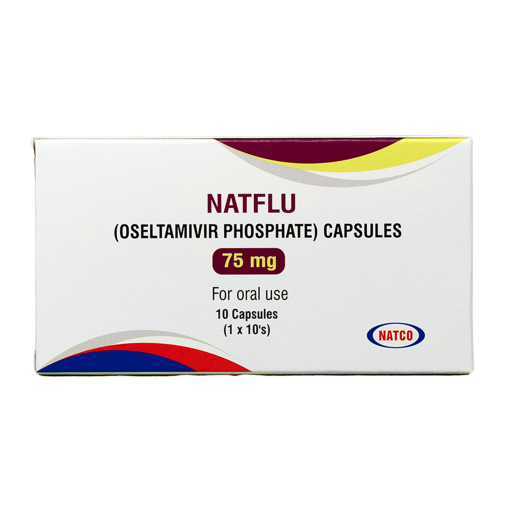 NATFLU
(OSELTAMIVIR PHOSPHATE) CAPSULES
75 mg
For oral use
10 Capsules
(1 x 10's)
NATCO